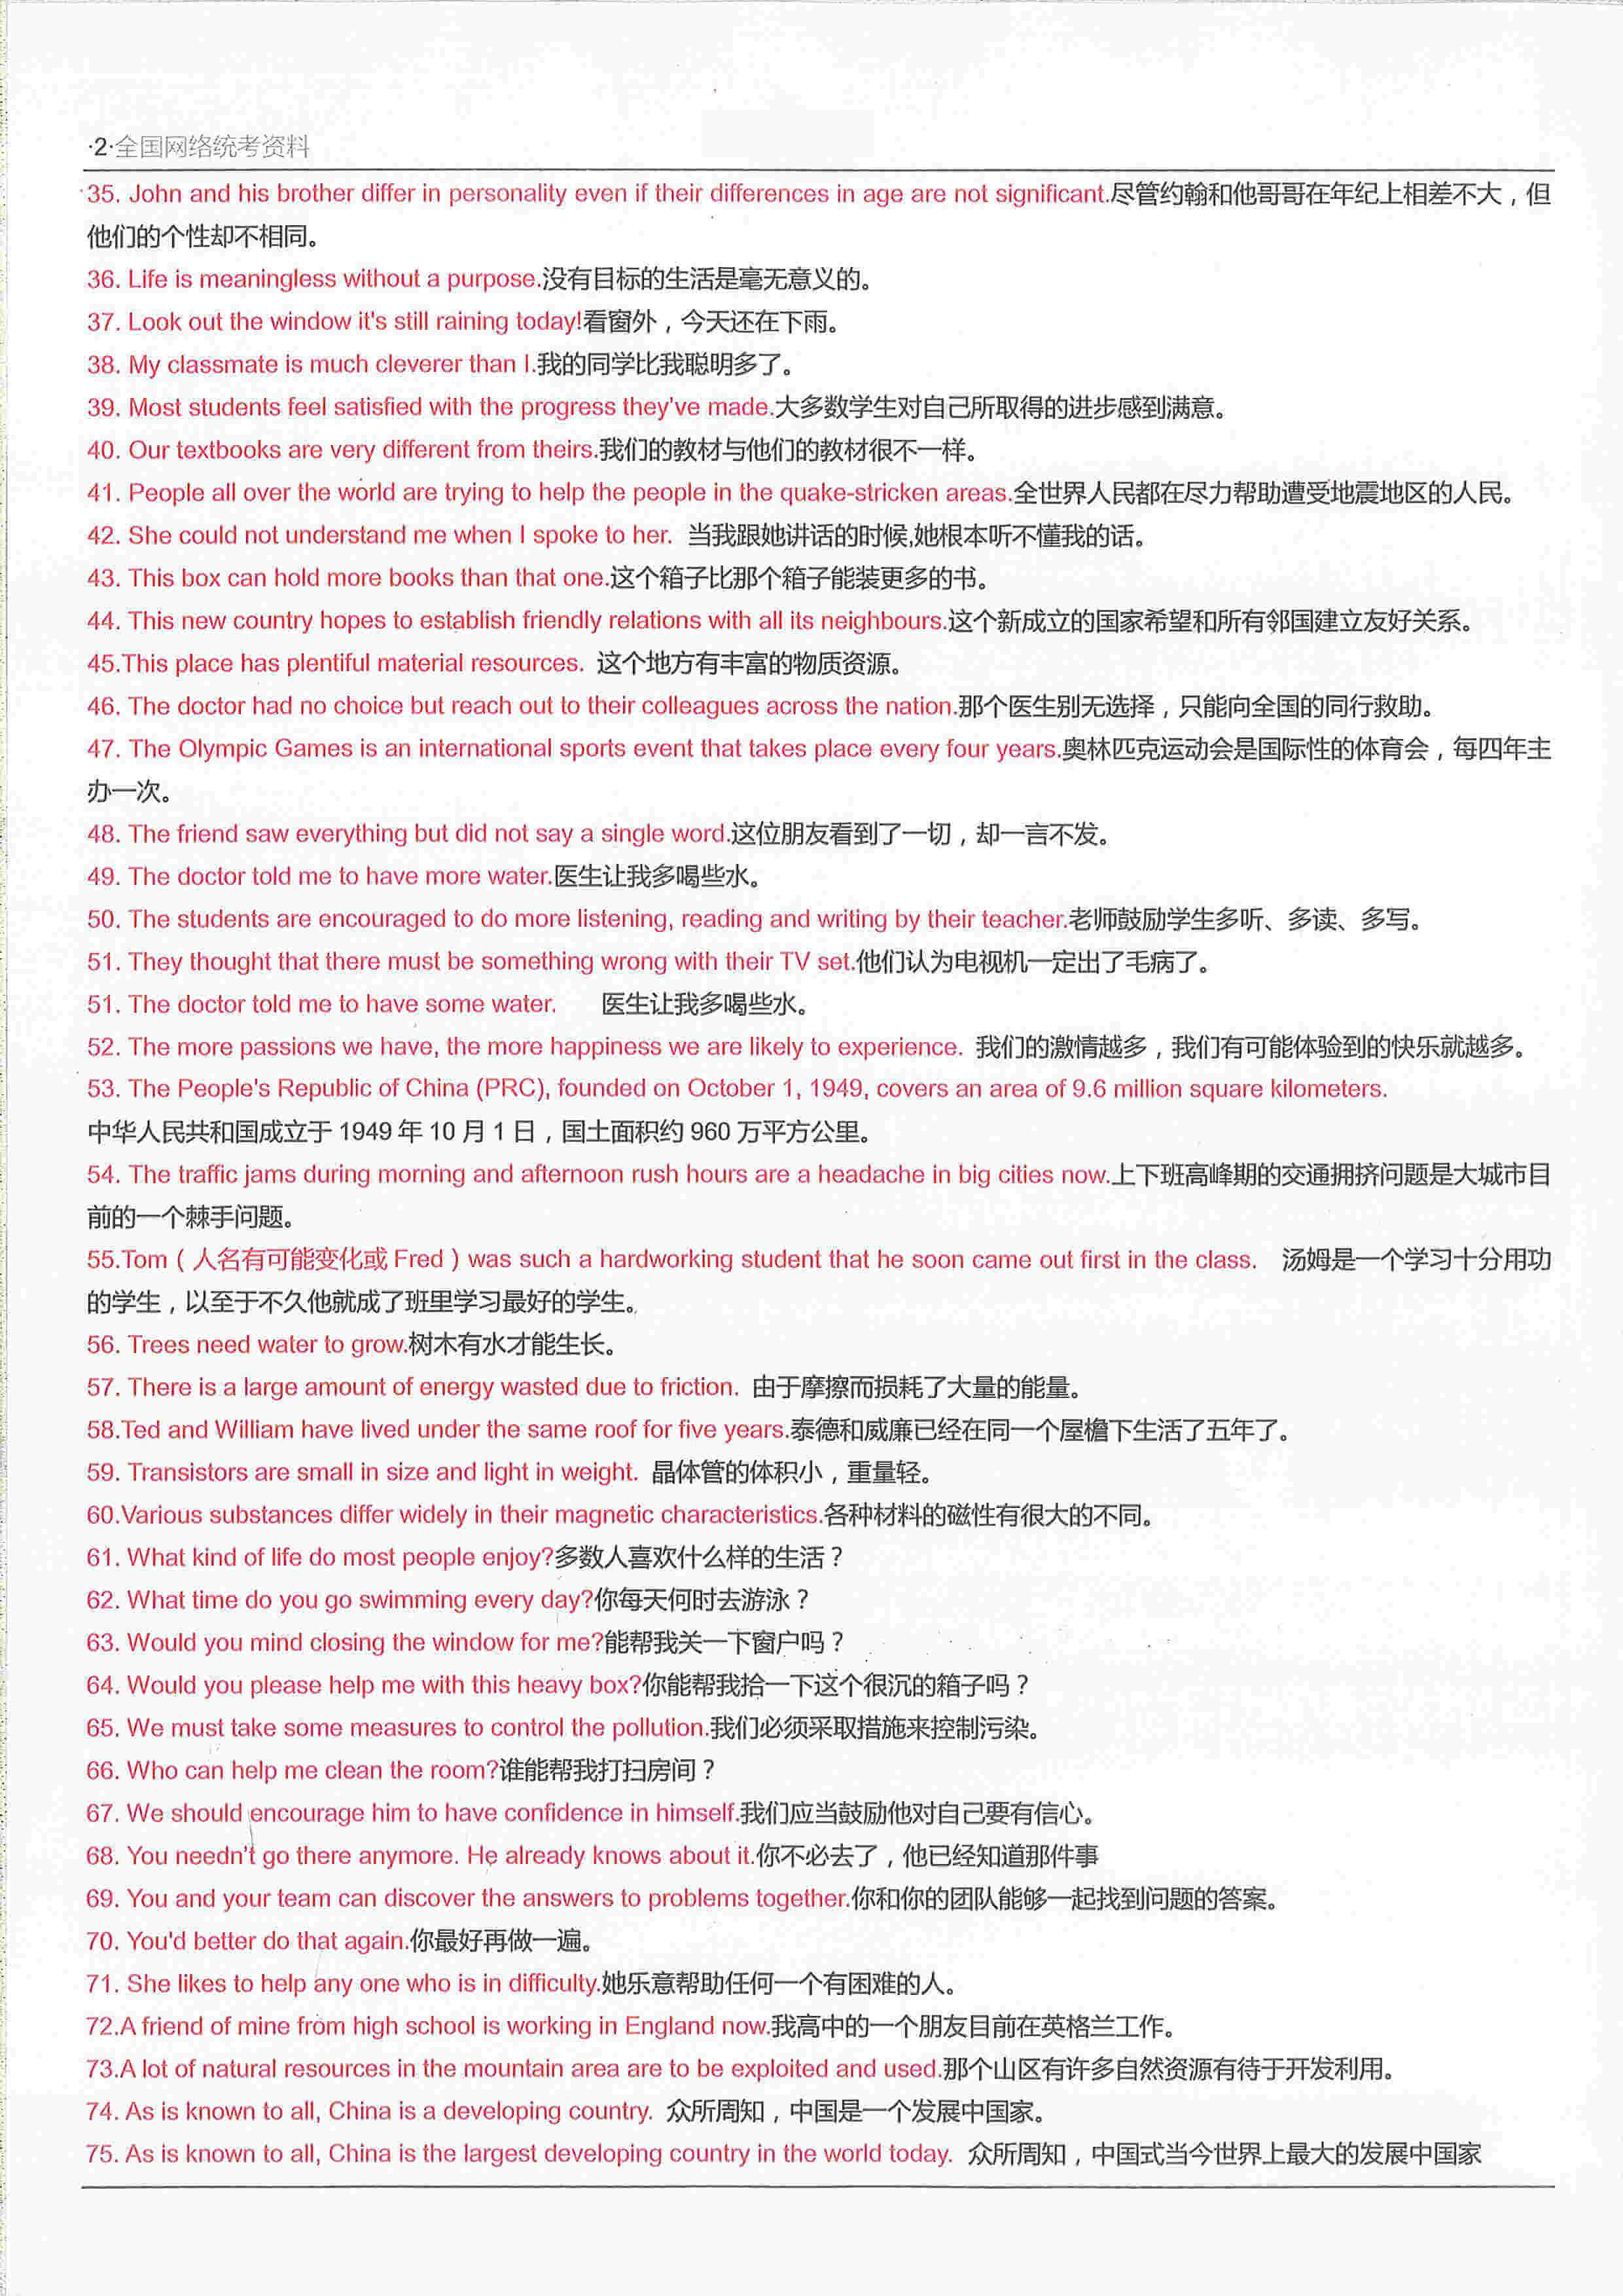 ·2·全国网络统考资料
35. John and his brother differ in personality even if their differences in age are not significant.尽管约翰和他哥哥在年纪上相差不大，但
他们的个性却不相同。
36. Life is meaningless without a purpose.没有目标的生活是毫无意义的。
37. Look out the window it's still raining today!看窗外，今天还在下雨。
38. My classmate is much cleverer than I.我的同学比我聪明多了。
39. Most students feel satisfied with the progress they've made.大多数学生对自己所取得的进步感到满意。
40. Our textbooks are very different from theirs.我们的教材与他们的教材很不一样。
41. People all over the world are trying to help the people in the quake-stricken areas.全世界人民都在尽力帮助遭受地震地区的人民。
42. She could not understand me when I spoke to her. 当我跟她讲话的时候,她根本听不懂我的话。
43. This box can hold more books than that one.这个箱子比那个箱子能装更多的书。
44. This new country hopes to establish friendly relations with all its neighbours.这个新成立的国家希望和所有邻国建立友好关系。
45.This place has plentiful material resources. 这个地方有丰富的物质资源。
46. The doctor had no choice but reach out to their colleagues across the nation.那个医生别无选择，只能向全国的同行救助。
47. The Olympic Games is an international sports event that takes place every four years.奥林匹克运动会是国际性的体育会，每四年主
办一次。
48. The friend saw everything but did not say a single word.这位朋友看到了一切，却一言不发。
49. The doctor told me to have more water.医生让我多喝些水。
50. The students are encouraged to do more listening, reading and writing by their teacher.老师鼓励学生多听、多读、多写。
51. They thought that there must be something wrong with their TV set.他们认为电视机一定出了毛病了。
51. The doctor told me to have some water. 医生让我多喝些水。
52. The more passions we have, the more happiness we are likely to experience. 我们的激情越多，我们有可能体验到的快乐就越多。
53. The People's Republic of China (PRC), founded on October 1, 1949, covers an area of 9.6 million square kilometers.
中华人民共和国成立于 1949 年 10 月 1 日，国土面积约 960 万平方公里。
54. The traffic jams during morning and afternoon rush hours are a headache in big cities now.上下班高峰期的交通拥挤问题是大城市目
前的一个棘手问题。
55.Tom（人名有可能变化或 Fred）was such a hardworking student that he soon came out first in the class. 汤姆是一个学习十分用功
的学生，以至于不久他就成了班里学习最好的学生。
56. Trees need water to grow.树木有水才能生长。
57. There is a large amount of energy wasted due to friction. 由于摩擦而损耗了大量的能量。
58.Ted and William have lived under the same roof for five years.泰德和威廉已经在同一个屋檐下生活了五年了。
59. Transistors are small in size and light in weight. 晶体管的体积小，重量轻。
60.Various substances differ widely in their magnetic characteristics.各种材料的磁性有很大的不同。
61. What kind of life do most people enjoy?多数人喜欢什么样的生活？
62. What time do you go swimming every day?你每天何时去游泳？
63. Would you mind closing the window for me?能帮我关一下窗户吗？
64. Would you please help me with this heavy box?你能帮我拾一下这个很沉的箱子吗？
65. We must take some measures to control the pollution.我们必须采取措施来控制污染。
66. Who can help me clean the room?谁能帮我打扫房间？
67. We should encourage him to have confidence in himself.我们应当鼓励他对自己要有信心。
68. You needn't go there anymore. He already knows about it.你不必去了，他已经知道那件事
69. You and your team can discover the answers to problems together.你和你的团队能够一起找到问题的答案。
70. You'd better do that again.你最好再做一遍。
71. She likes to help any one who is in difficulty.她乐意帮助任何一个有困难的人。
72.A friend of mine from high school is working in England now.我高中的一个朋友目前在英格兰工作。
73.A lot of natural resources in the mountain area are to be exploited and used.那个山区有许多自然资源有待于开发利用。
74. As is known to all, China is a developing country. 众所周知，中国是一个发展中国家。
75. As is known to all, China is the largest developing country in the world today. 众所周知，中国式当今世界上最大的发展中国家